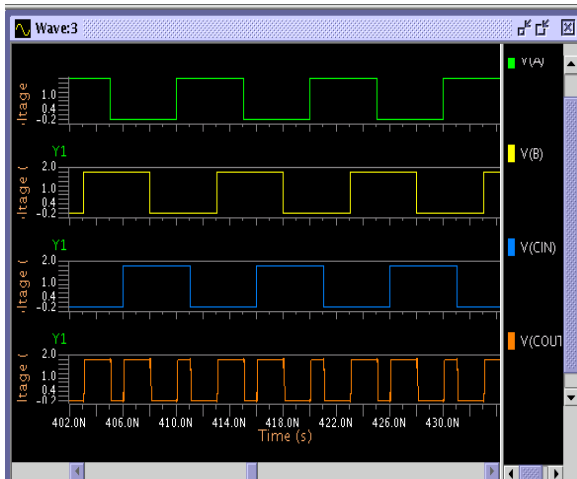 Wave:3
V(A)
1.0
0.4
-0.2
Y1
2.0
1.0
0.4
-0.2
V(B)
Y1
2.0
1.0
0.4
-0.2
V(CIN)
Y1
2.0
1.0
0.4
-0.2
V(COUT
402.0N 406.0N 410.0N 414.0N 418.0N 422.0N 426.0N 430.0N
Time (s)
ltage (
ltage (
ltage (
ltage